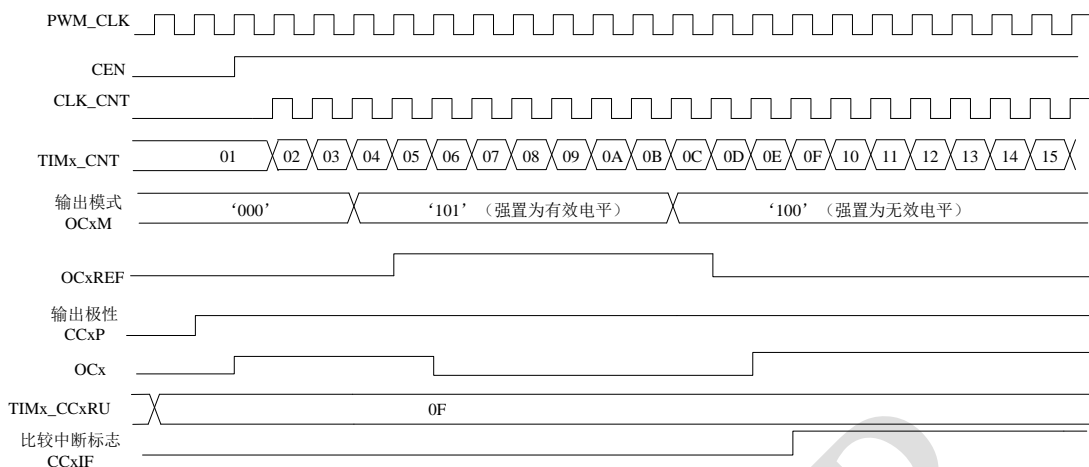 PWM_CLK
CEN
CLK_CNT
TIMx_CNT 01 02 03 04 05 06 07 08 09 0A 0B 0C 0D 0E 0F 10 11 12 13 14 15
输出模式
OCxM ‘000’ ‘101’（强置为有效电平） ‘100’（强置为无效电平）
OCxREF
输出极性
CCxP
OCx
TIMx_CCxRU 0F
比较中断标志
CCxIF